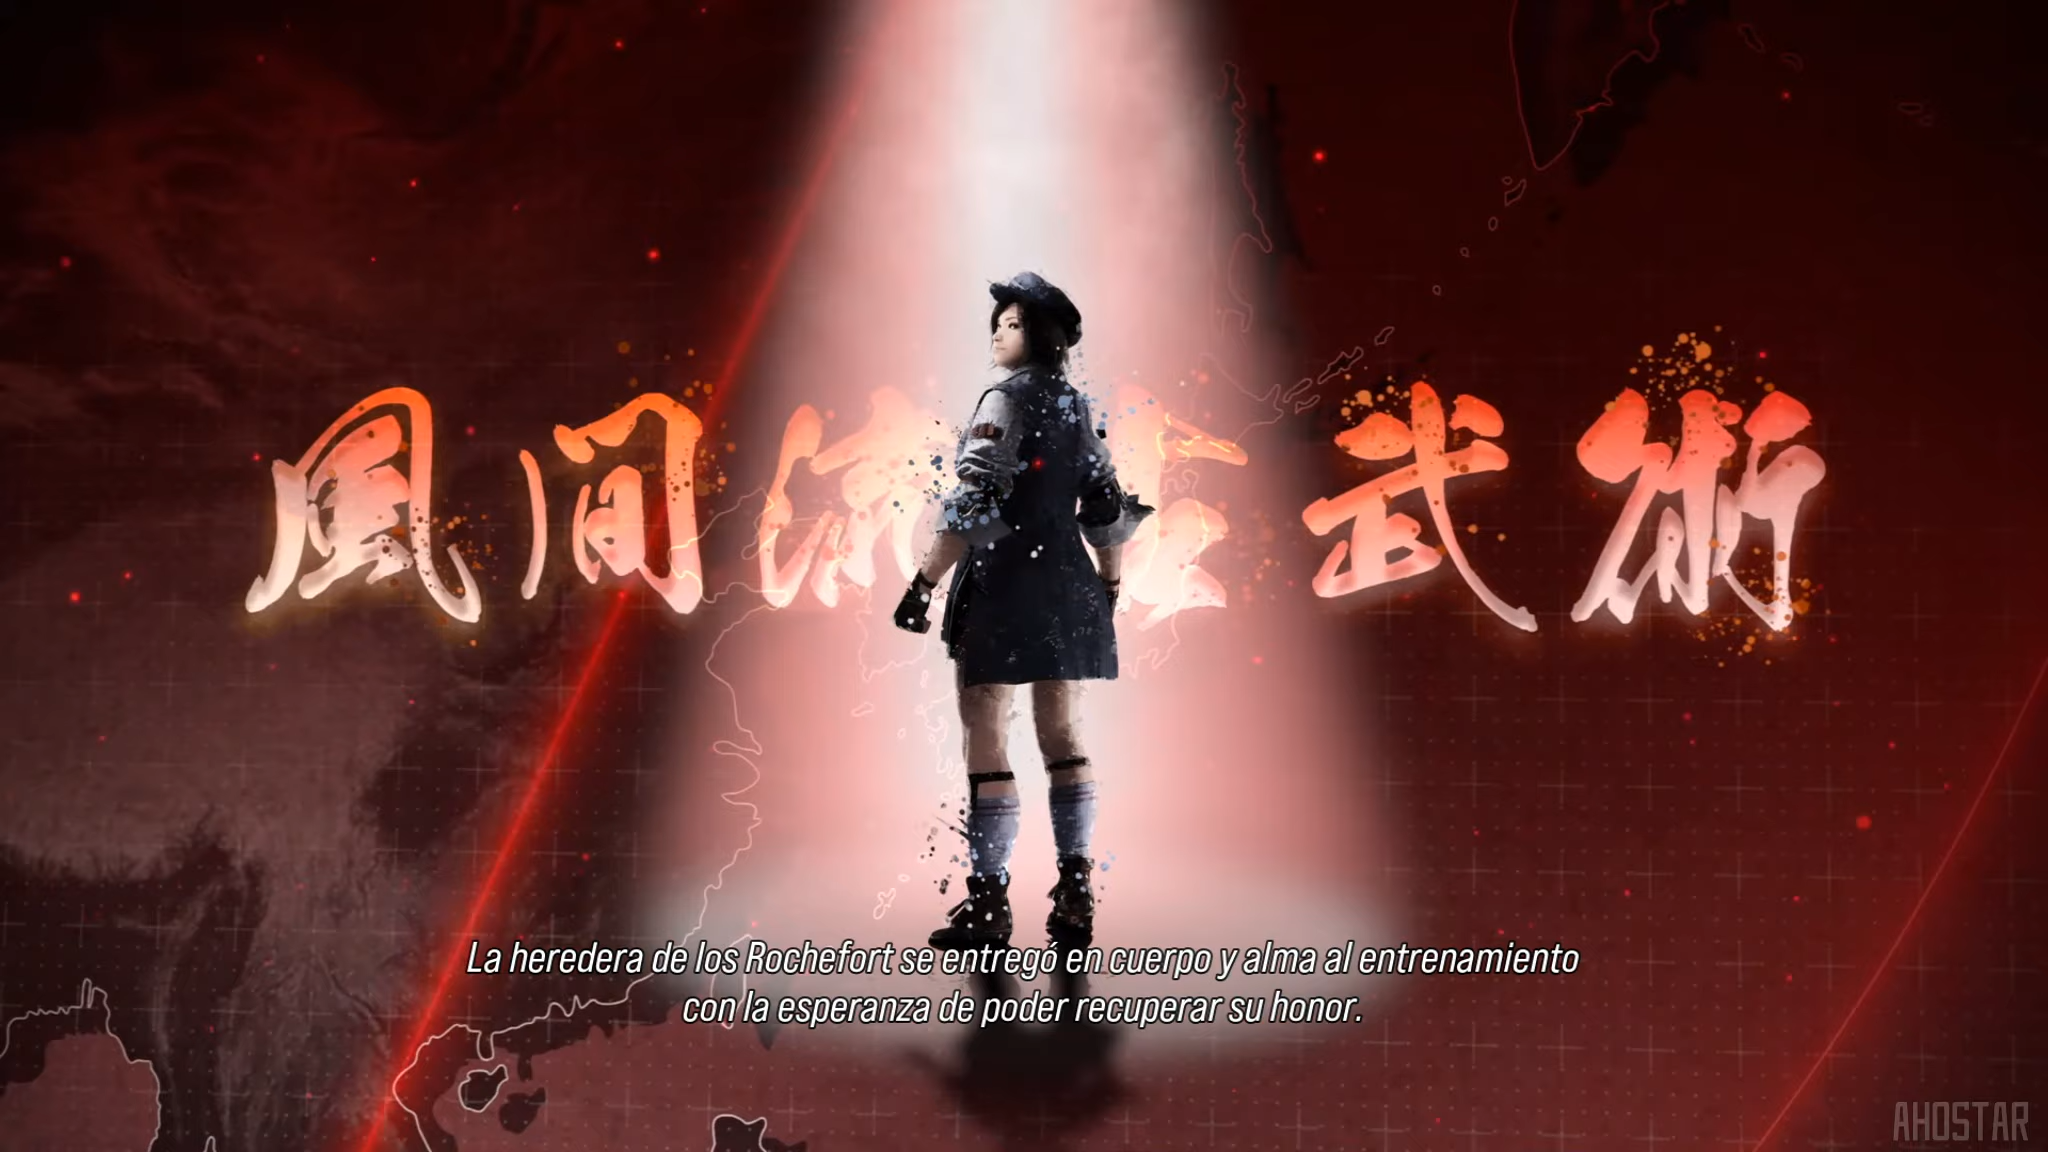 風間流古武術
La heredera de los Rochefort se entregó en cuerpo y alma al entrenamiento
con la esperanza de poder recuperar su honor.
AHOSTAR